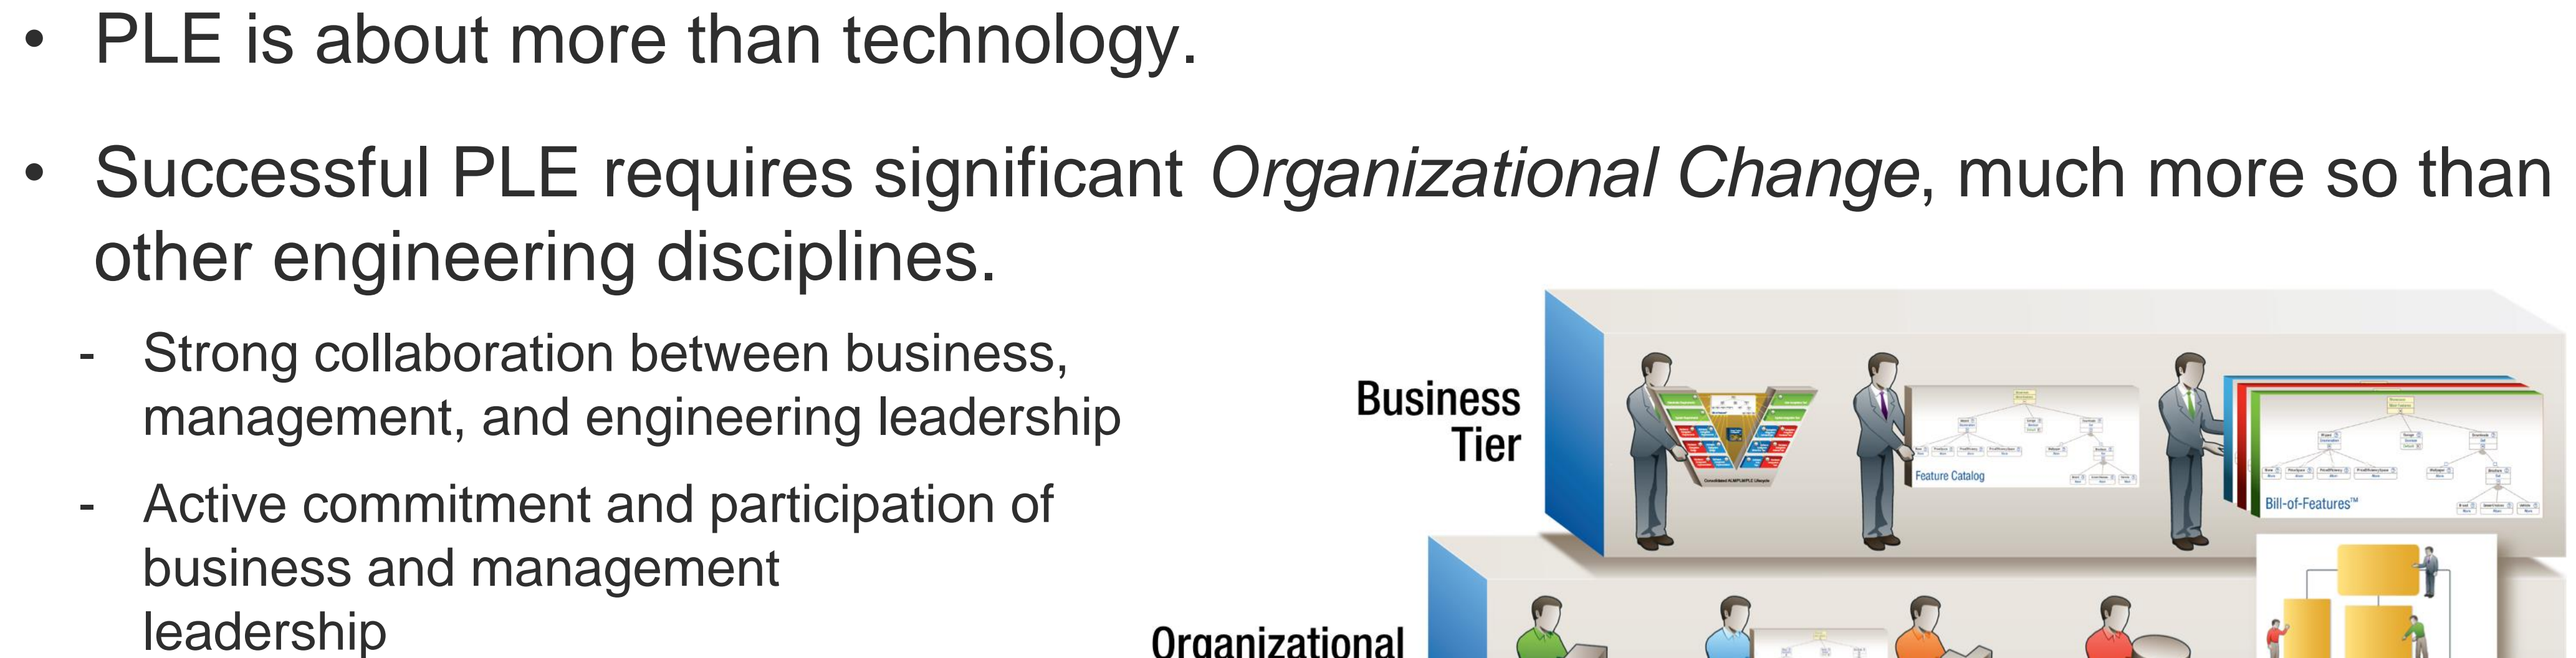 • PLE is about more than technology.
• Successful PLE requires significant Organizational Change, much more so than
other engineering disciplines.
- Strong collaboration between business,
management, and engineering leadership
- Active commitment and participation of
business and management
leadership
Business
Tier
Feature Catalog
Bill-of-Features™
Organizational